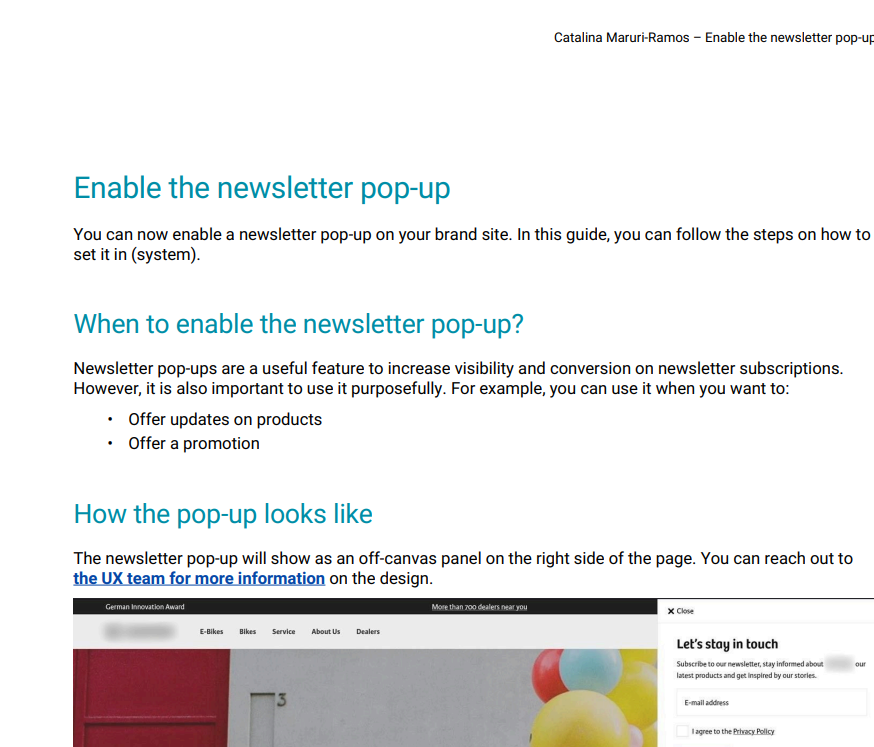 Catalina Maruri-Ramos – Enable the newsletter pop-up
Enable the newsletter pop-up
You can now enable a newsletter pop-up on your brand site. In this guide, you can follow the steps on how to
set it in (system).
When to enable the newsletter pop-up?
Newsletter pop-ups are a useful feature to increase visibility and conversion on newsletter subscriptions.
However, it is also important to use it purposefully. For example, you can use it when you want to:
• Offer updates on products
• Offer a promotion
How the pop-up looks like
The newsletter pop-up will show as an off-canvas panel on the right side of the page. You can reach out to
the UX team for more information on the design.
German Innovation Award
More than 700 dealers near you
Close
E-Bikes Bikes Service About Us Dealers
Let's stay in touch
Subscribe to our newsletter, stay informed about our
latest products and get inspired by our stories.
E-mail address
I agree to the Privacy Policy
3